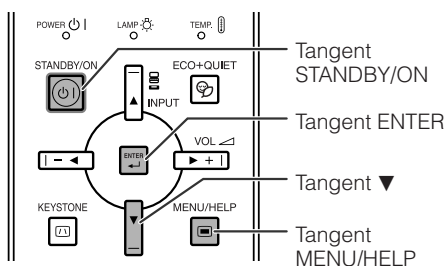 POWER LAMP TEMP.
STANDBY/ON ECO+QUIET
INPUT
VOL
ENTER
KEYSTONE MENU/HELP
Tangent
STANDBY/ON
Tangent ENTER
Tangent ▼
Tangent
MENU/HELP